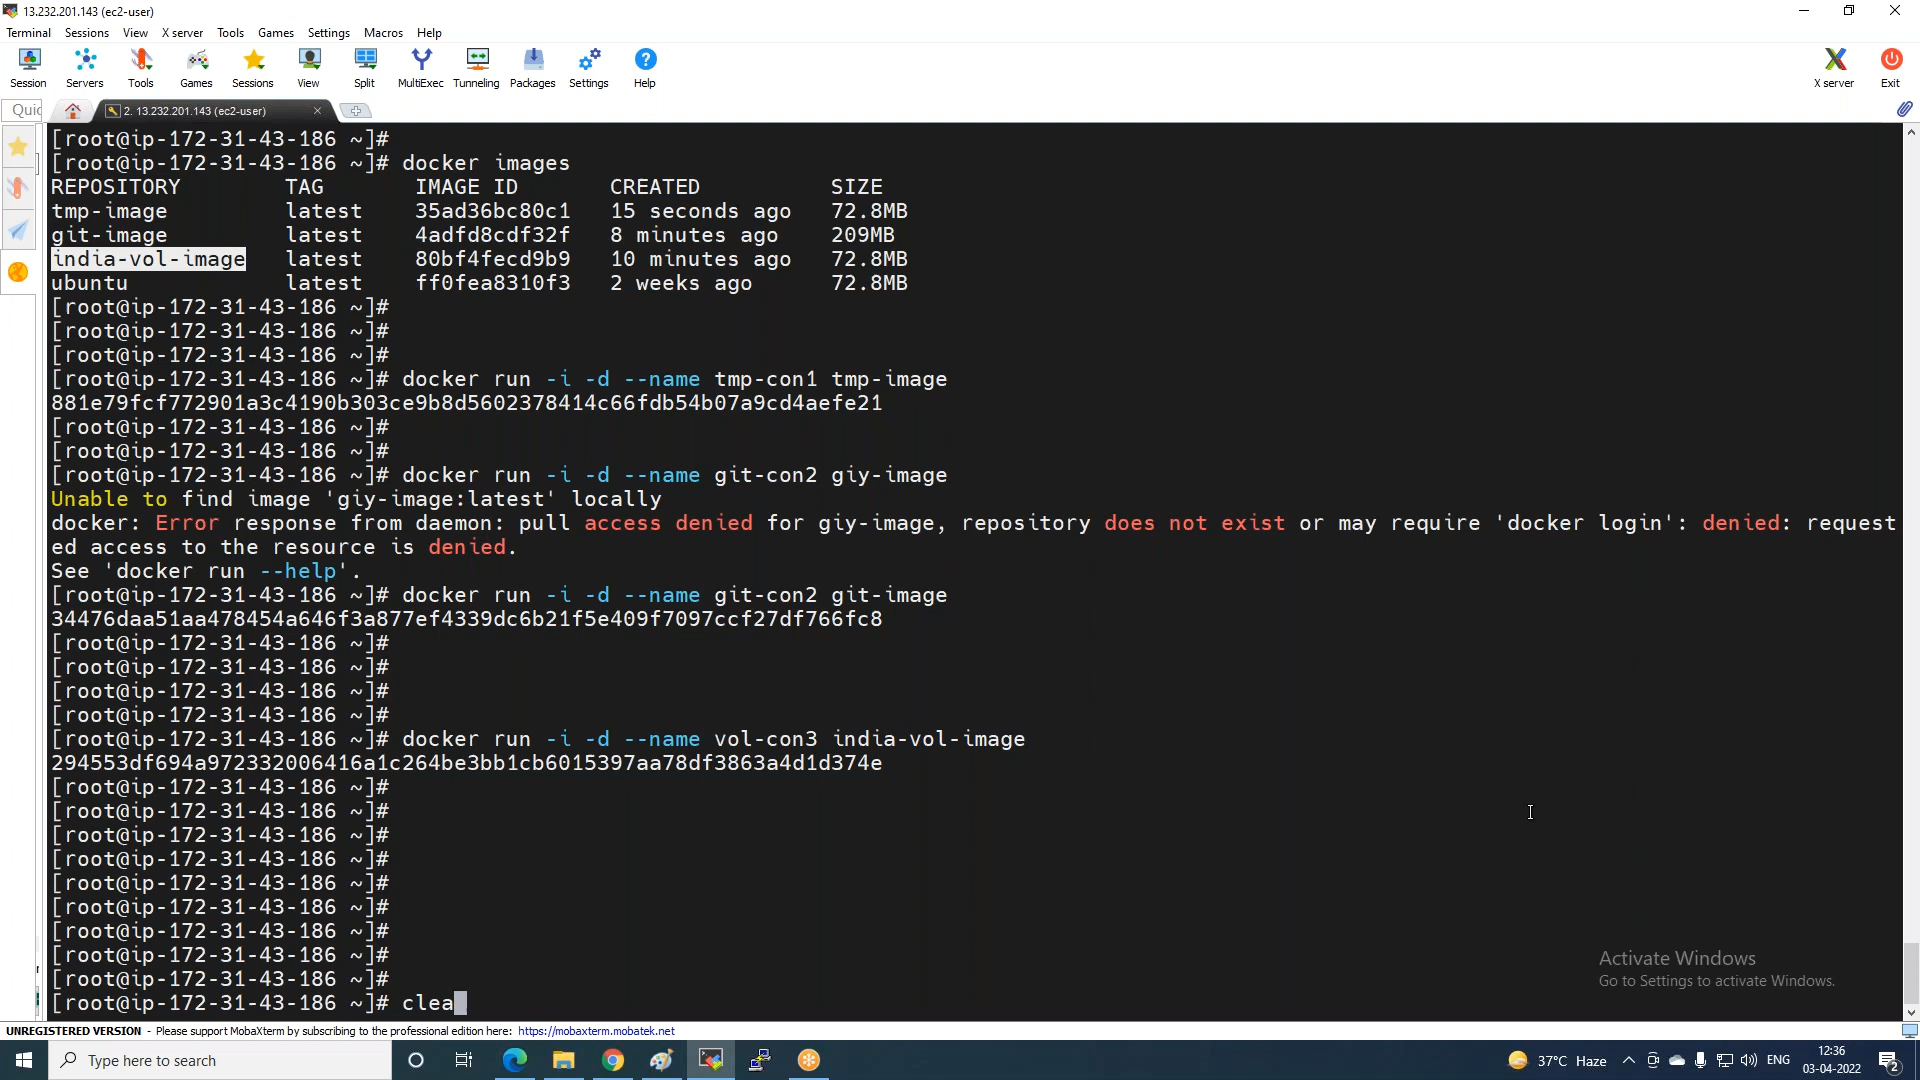 13.232.201.143 (ec2-user)
Terminal Sessions View X server Tools Games Settings Macros Help
Session Servers Tools Games Sessions View Split MultiExec Tunneling Packages Settings Help X server Exit
Quic 2. 13.232.201.143 (ec2-user)
[root@ip-172-31-43-186 ~]#
[root@ip-172-31-43-186 ~]# docker images
REPOSITORY TAG IMAGE ID CREATED SIZE
tmp-image latest 35ad36bc80c1 15 seconds ago 72.8MB
git-image latest 4adfd8cdf32f 8 minutes ago 209MB
india-vol-image latest 80bf4fecd9b9 10 minutes ago 72.8MB
ubuntu latest ff0fea8310f3 2 weeks ago 72.8MB
[root@ip-172-31-43-186 ~]#
[root@ip-172-31-43-186 ~]#
[root@ip-172-31-43-186 ~]#
[root@ip-172-31-43-186 ~]# docker run -i -d --name tmp-con1 tmp-image
881e79fcf772901a3c4190b303ce9b8d5602378414c66fdb54b07a9cd4aefe21
[root@ip-172-31-43-186 ~]#
[root@ip-172-31-43-186 ~]#
[root@ip-172-31-43-186 ~]# docker run -i -d --name git-con2 giy-image
Unable to find image 'giy-image:latest' locally
docker: Error response from daemon: pull access denied for giy-image, repository does not exist or may require 'docker login': denied: request
ed access to the resource is denied.
See 'docker run --help'.
[root@ip-172-31-43-186 ~]# docker run -i -d --name git-con2 git-image
34476daa51aa478454a646f3a877ef4339dc6b21f5e409f7097ccf27df766fc8
[root@ip-172-31-43-186 ~]#
[root@ip-172-31-43-186 ~]#
[root@ip-172-31-43-186 ~]#
[root@ip-172-31-43-186 ~]#
[root@ip-172-31-43-186 ~]# docker run -i -d --name vol-con3 india-vol-image
294553df694a972332006416a1c264be3bb1cb6015397aa78df3863a4d1d374e
[root@ip-172-31-43-186 ~]#
[root@ip-172-31-43-186 ~]#
[root@ip-172-31-43-186 ~]#
[root@ip-172-31-43-186 ~]#
[root@ip-172-31-43-186 ~]#
[root@ip-172-31-43-186 ~]#
[root@ip-172-31-43-186 ~]#
[root@ip-172-31-43-186 ~]#
[root@ip-172-31-43-186 ~]#
[root@ip-172-31-43-186 ~]# clea
Activate Windows
Go to Settings to activate Windows.
UNREGISTERED VERSION - Please support MobaXterm by subscribing to the professional edition here: https://mobaxterm.mobatek.net
Type here to search
37°C Haze ENG 12:36
03-04-2022 2